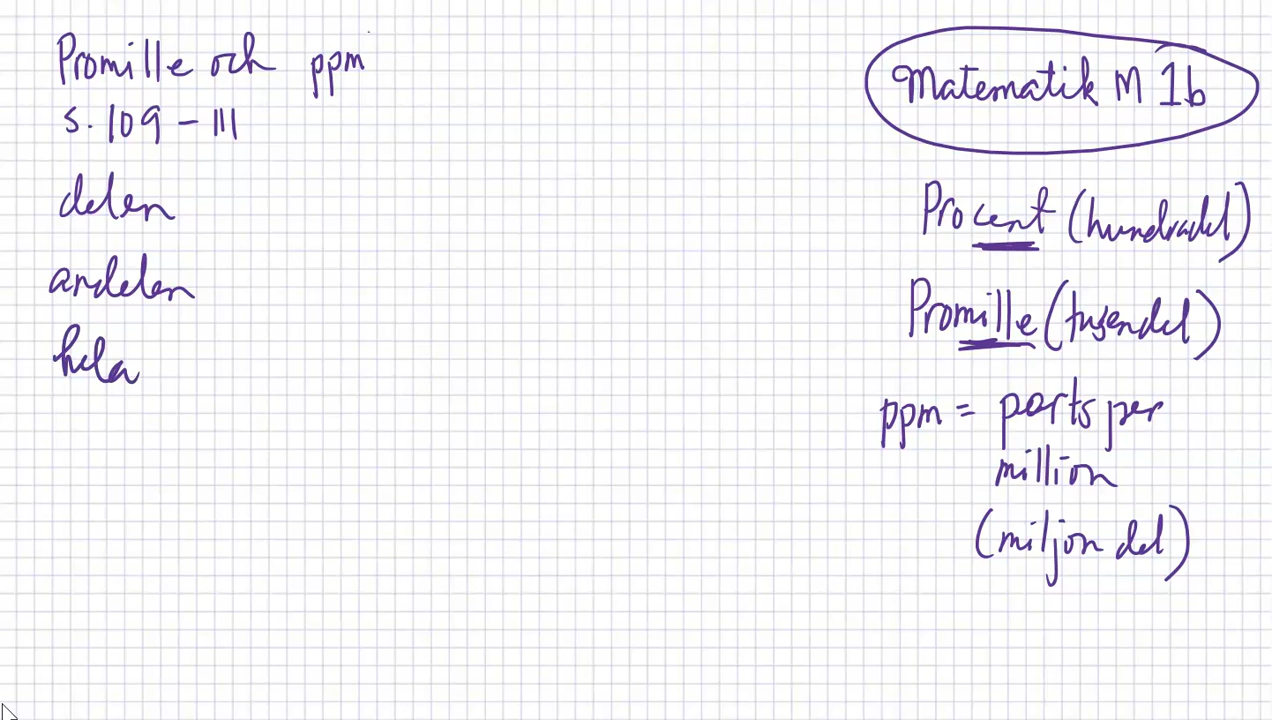 Promille och ppm
s. 109 - 111
delen
andelen
hela
Matematik M 1b
Procent (hundradel)
Promille (tusendel)
ppm = parts per
million
(miljondel)